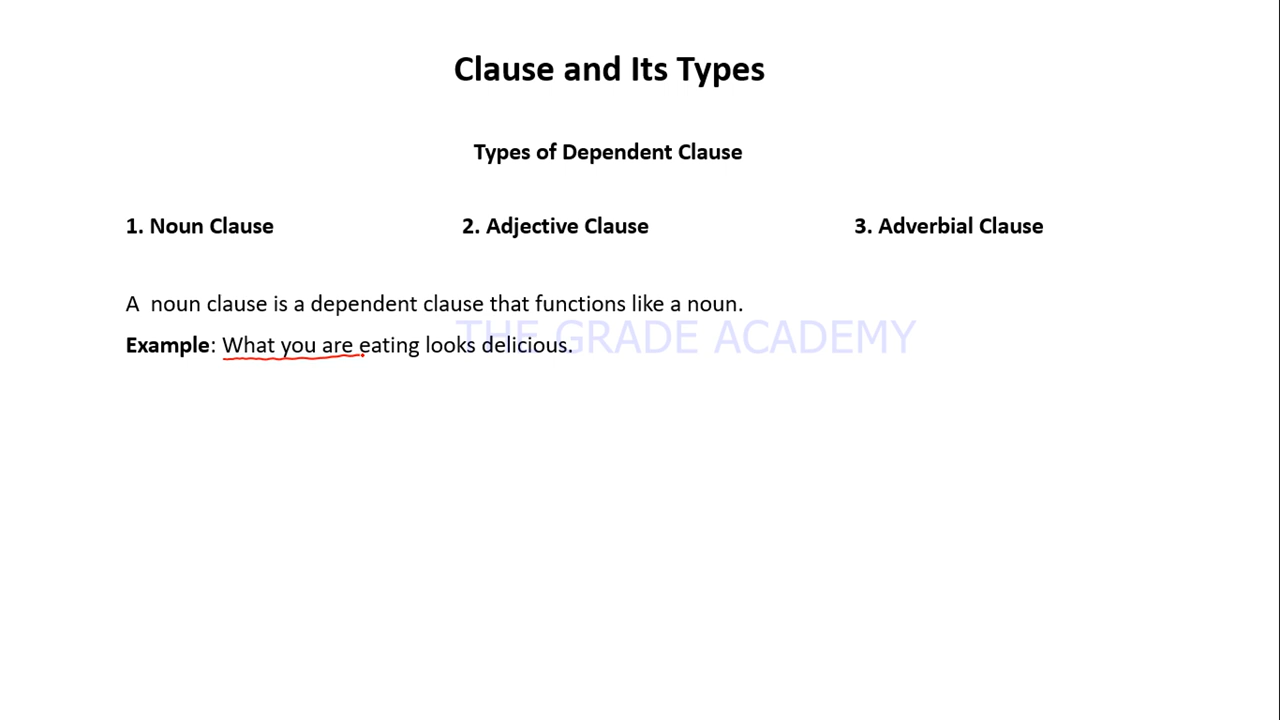 Clause and Its Types
Types of Dependent Clause
1. Noun Clause 2. Adjective Clause 3. Adverbial Clause
A  noun clause is a dependent clause that functions like a noun.
THE GRADE ACADEMY
Example: What you are eating looks delicious.